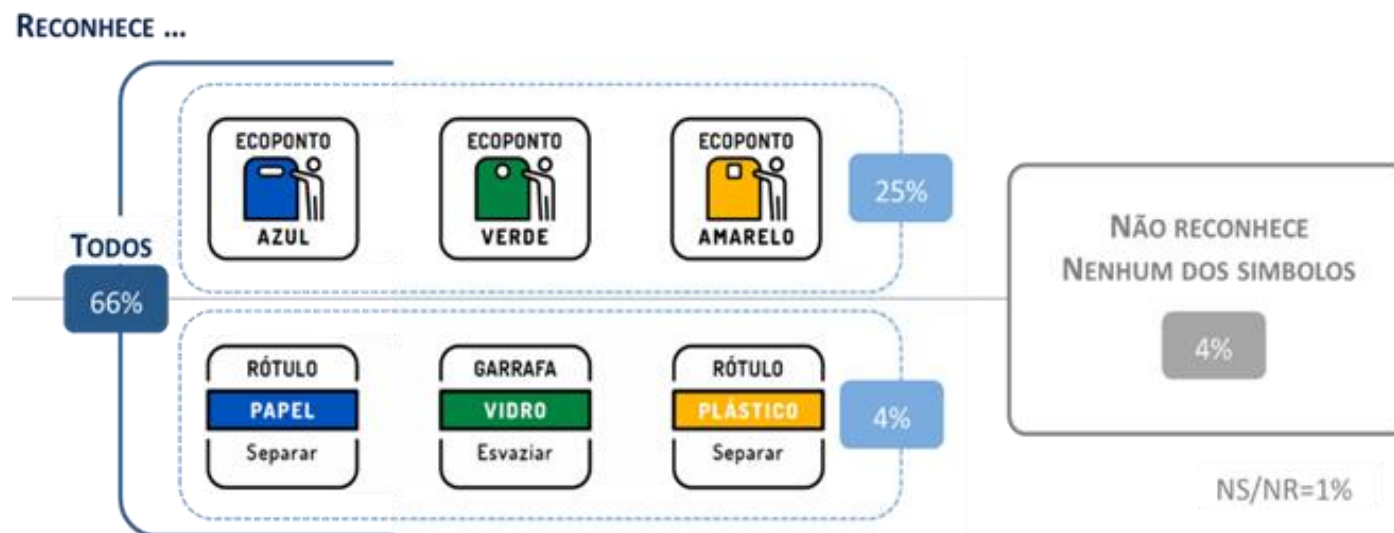 RECONHECE ...
ECOPONTO
AZUL
ECOPONTO
VERDE
ECOPONTO
AMARELO
25%
TODOS
66%
NÃO RECONHECE
NENHUM DOS SIMBOLOS
4%
RÓTULO
PAPEL
Separar
GARRAFA
VIDRO
Esvaziar
RÓTULO
PLÁSTICO
Separar
4%
NS/NR=1%